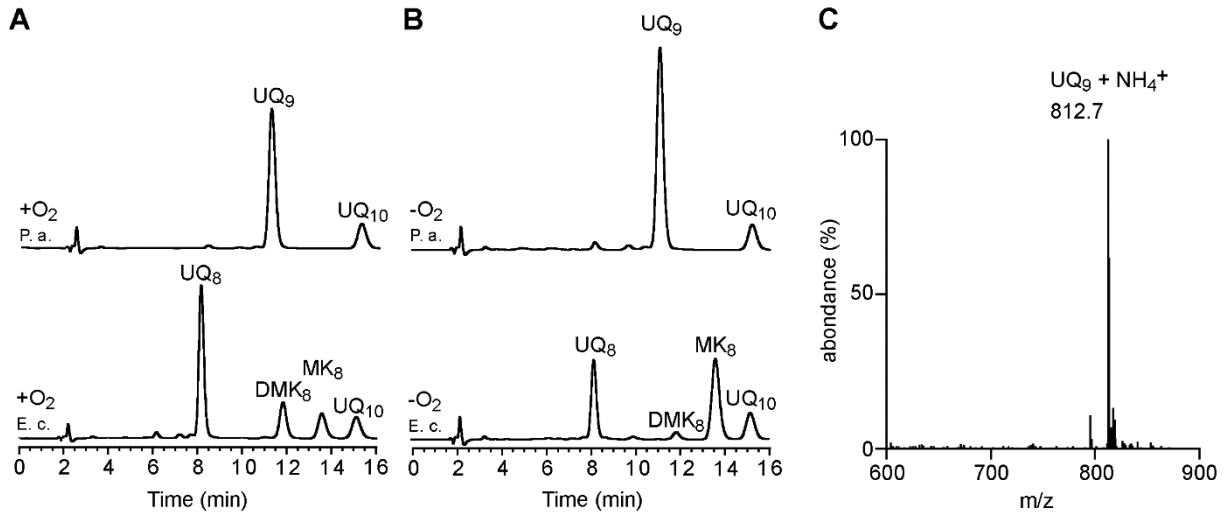 A
UQ₉
+O₂
P. a.
UQ₁₀
UQ₈
+O₂
E. c.
DMK₈
MK₈
UQ₁₀
0 2 4 6 8 10 12 14 16
Time (min)
B
UQ₉
-O₂
P. a.
UQ₁₀
UQ₈
MK₈
-O₂
E. c.
DMK₈
UQ₁₀
0 2 4 6 8 10 12 14 16
Time (min)
C
UQ₉ + NH₄⁺
812.7
100
50
0
abondance (%)
600 700 800 900
m/z